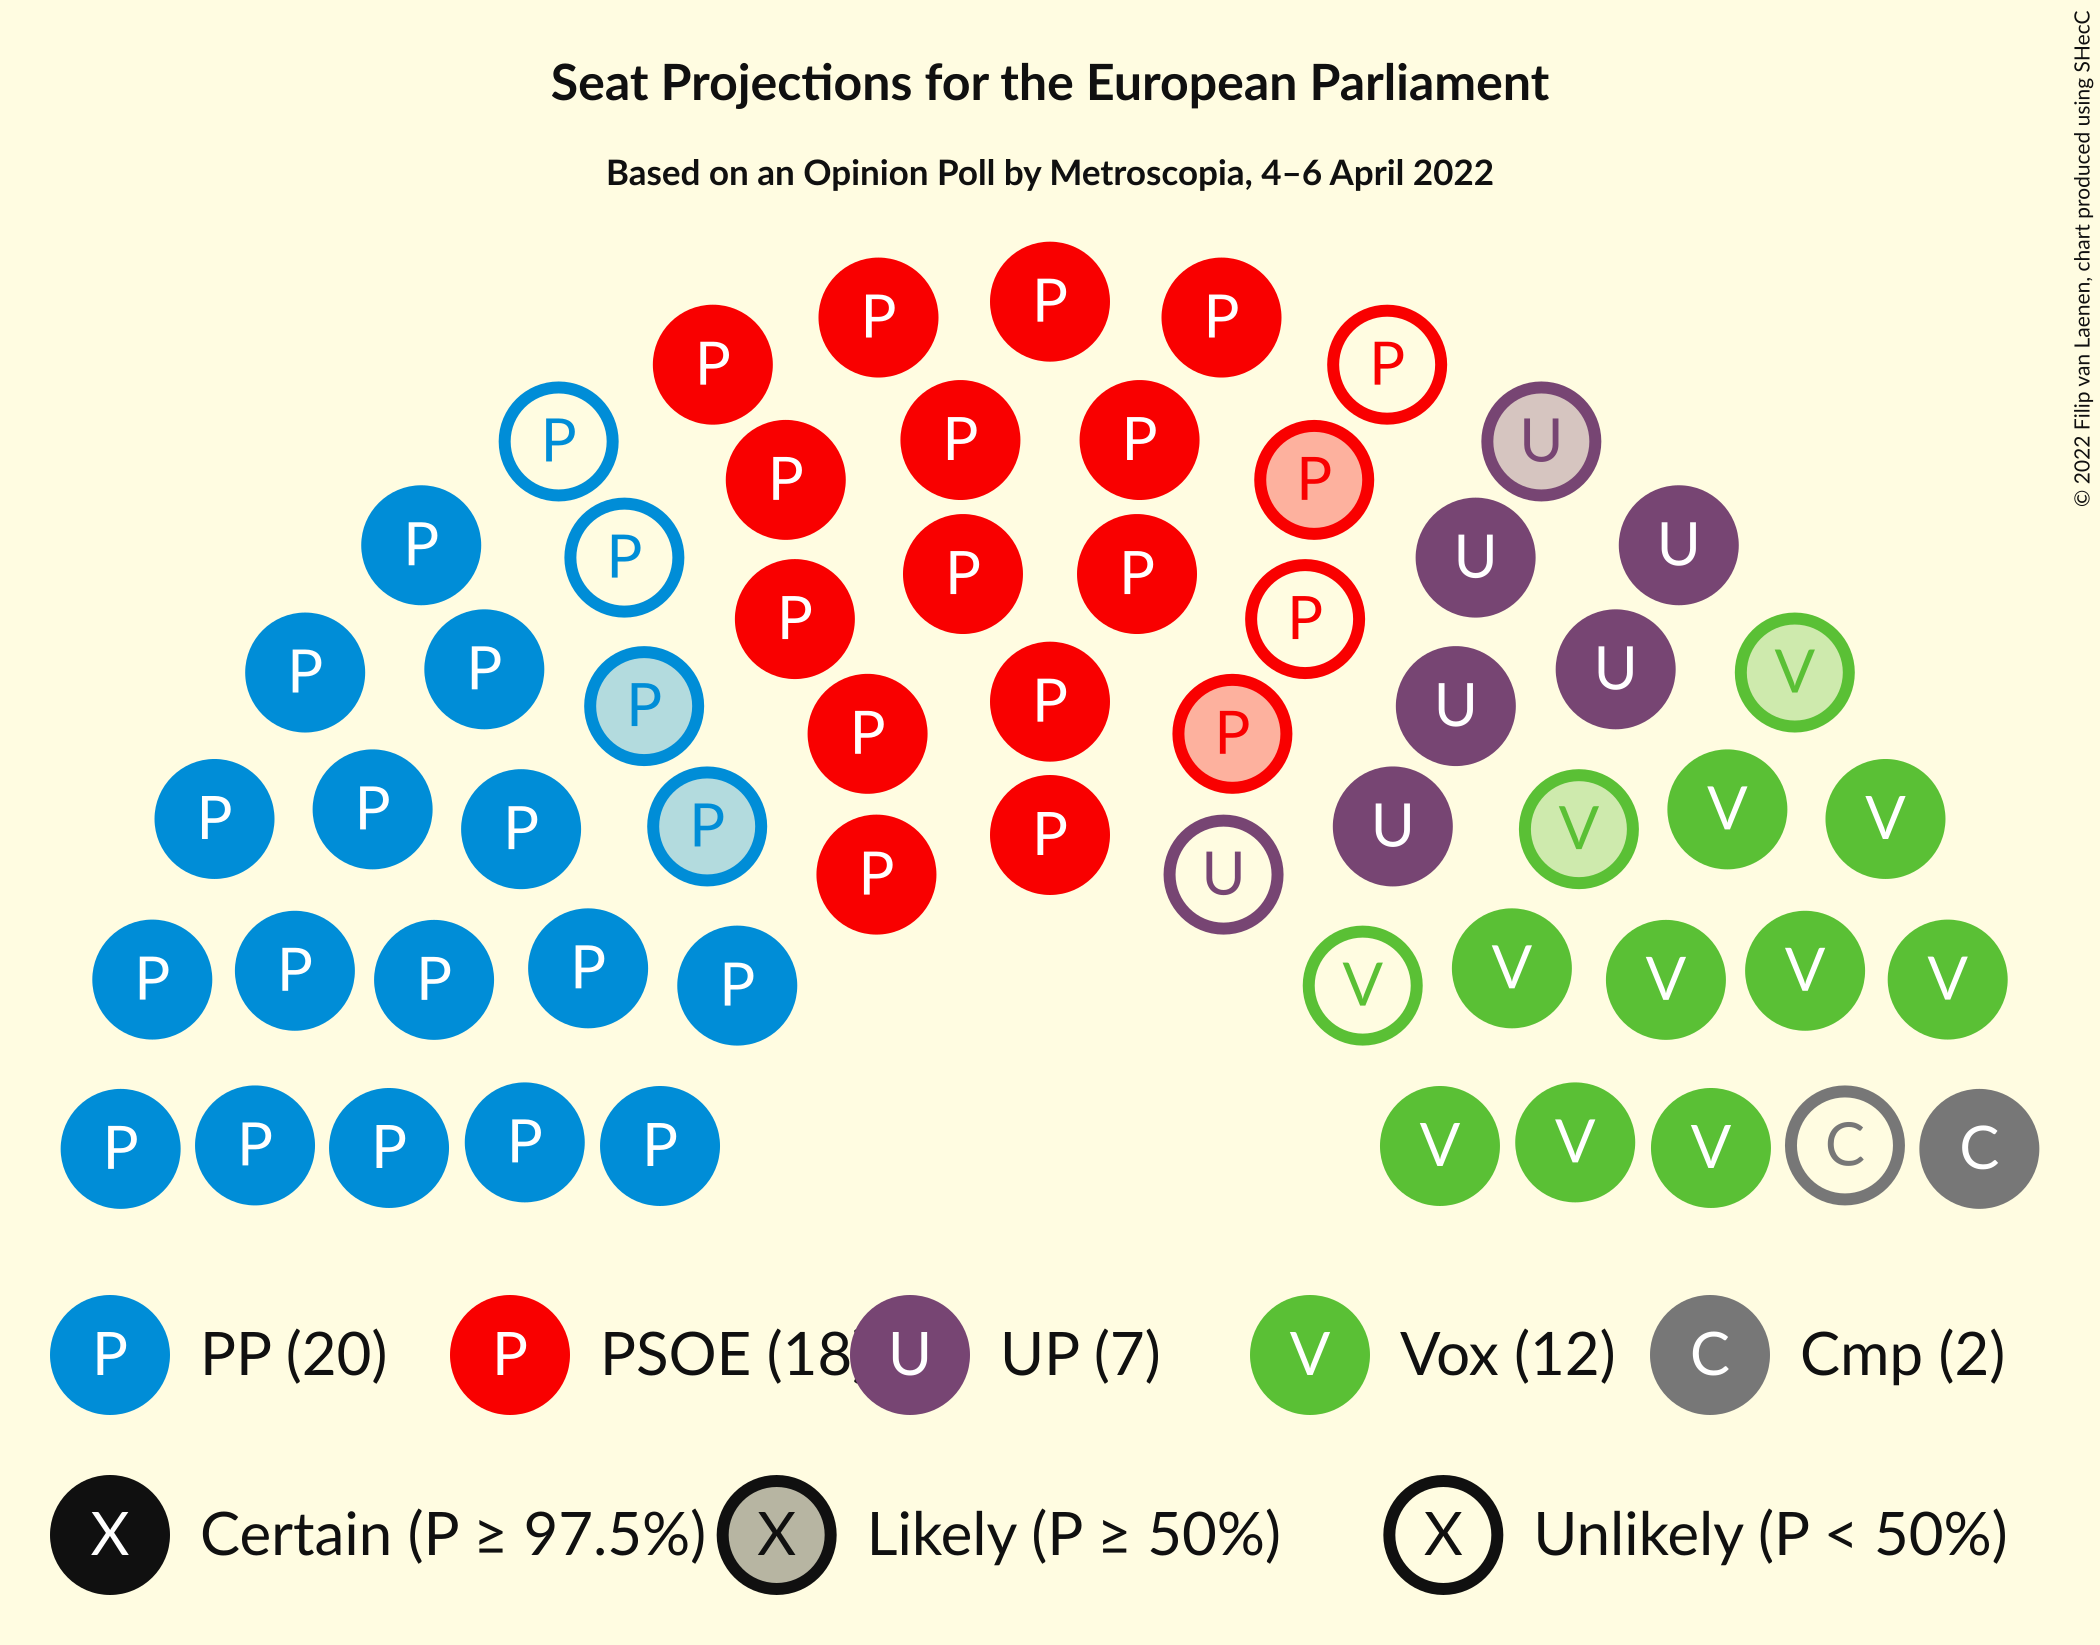 Seat Projections for the European Parliament
Based on an Opinion Poll by Metroscopia, 4–6 April 2022
© 2022 Filip van Laenen, chart produced using SHecC
P
P P
P P
P U
P P
P P
P U U
P P
P P
P U
P P
P P
P P
P V
P U U
P P
P P
P P P U V V V
P P
P U
P P P P P V V V V V
P P P P P V V V C C
P PP (20) P PSOE (18 U UP (7) V Vox (12) C Cmp (2)
X Certain (P ≥ 97.5%) X Likely (P ≥ 50%) X Unlikely (P < 50%)